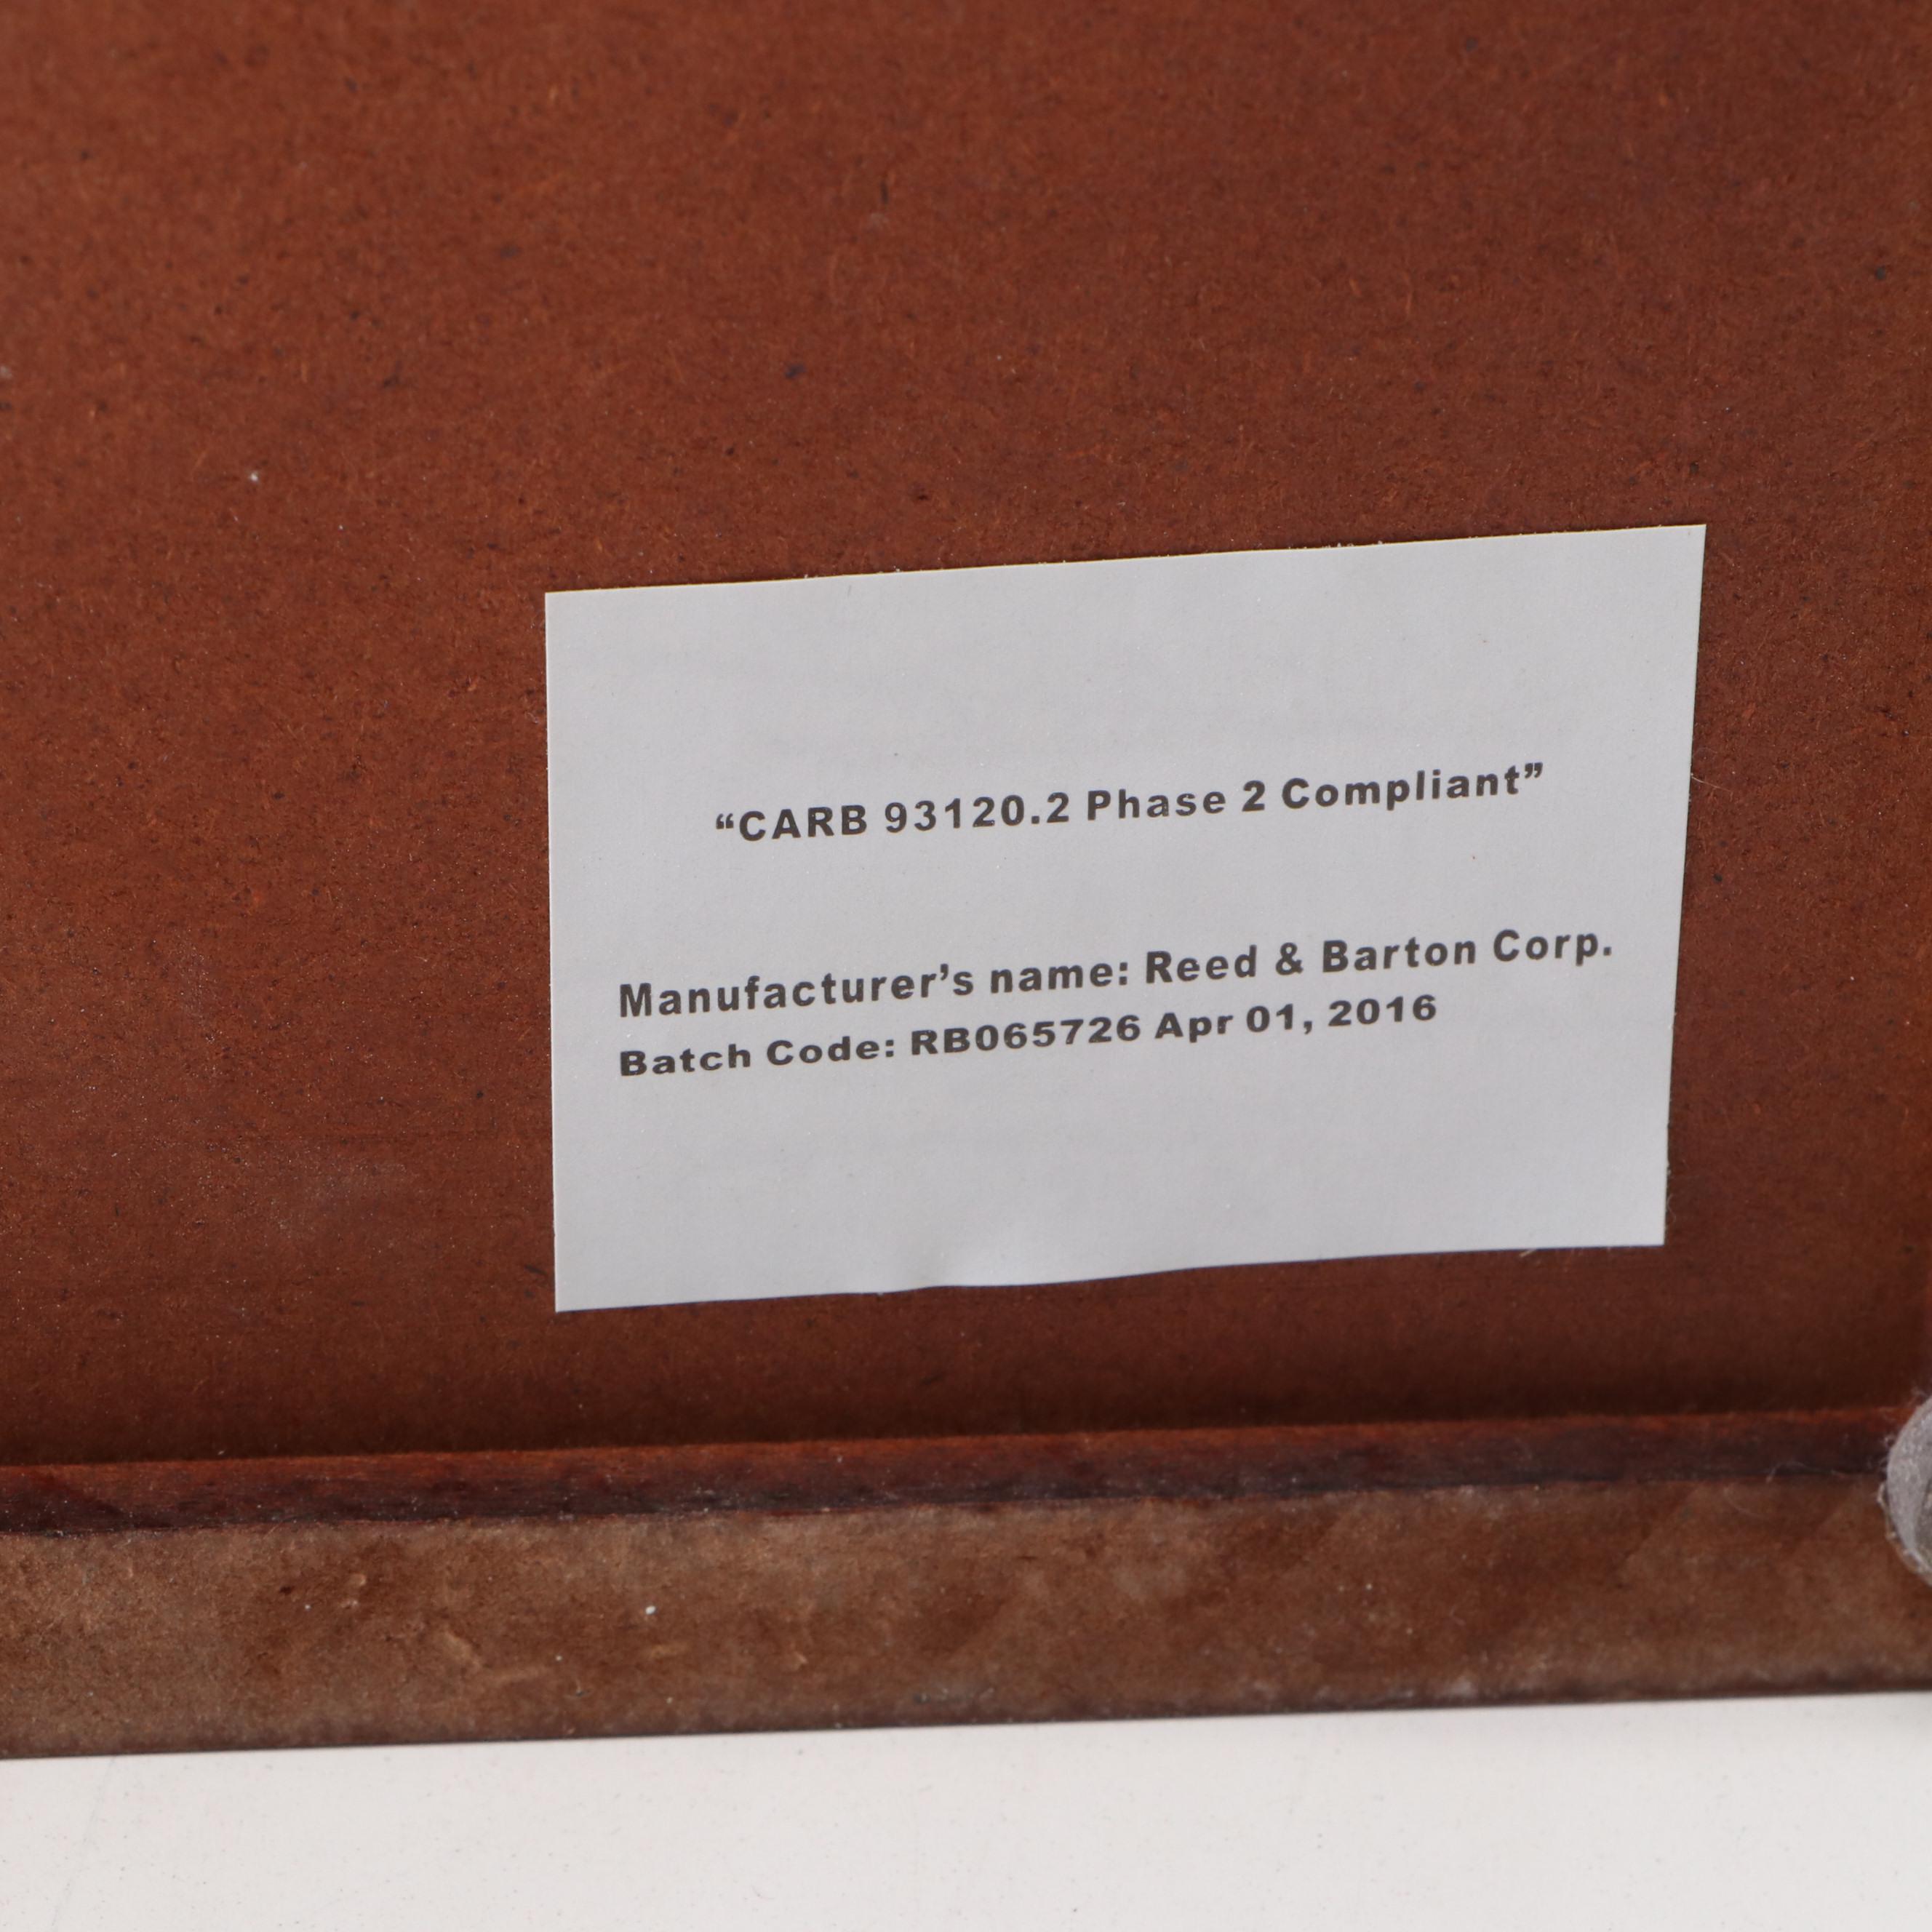 “CARB 93120.2 Phase 2 Compliant”
Manufacturer’s name: Reed & Barton Corp.
Batch Code: RB065726 Apr 01, 2016